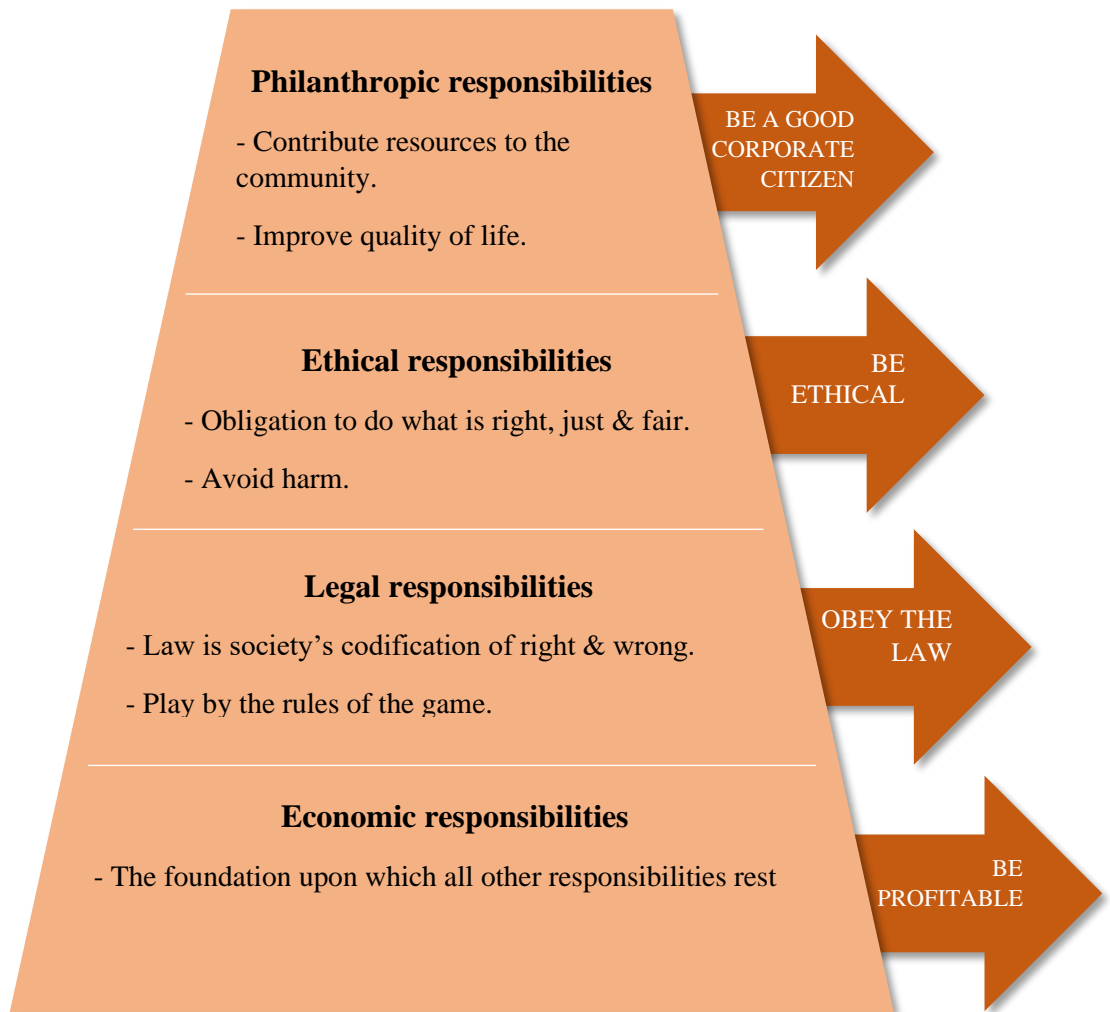 Philanthropic responsibilities
- Contribute resources to the
community.
- Improve quality of life.
BE A GOOD
CORPORATE
CITIZEN
Ethical responsibilities
- Obligation to do what is right, just & fair.
- Avoid harm.
BE
ETHICAL
Legal responsibilities
- Law is society’s codification of right & wrong.
- Play by the rules of the game.
OBEY THE
LAW
Economic responsibilities
- The foundation upon which all other responsibilities rest
BE
PROFITABLE